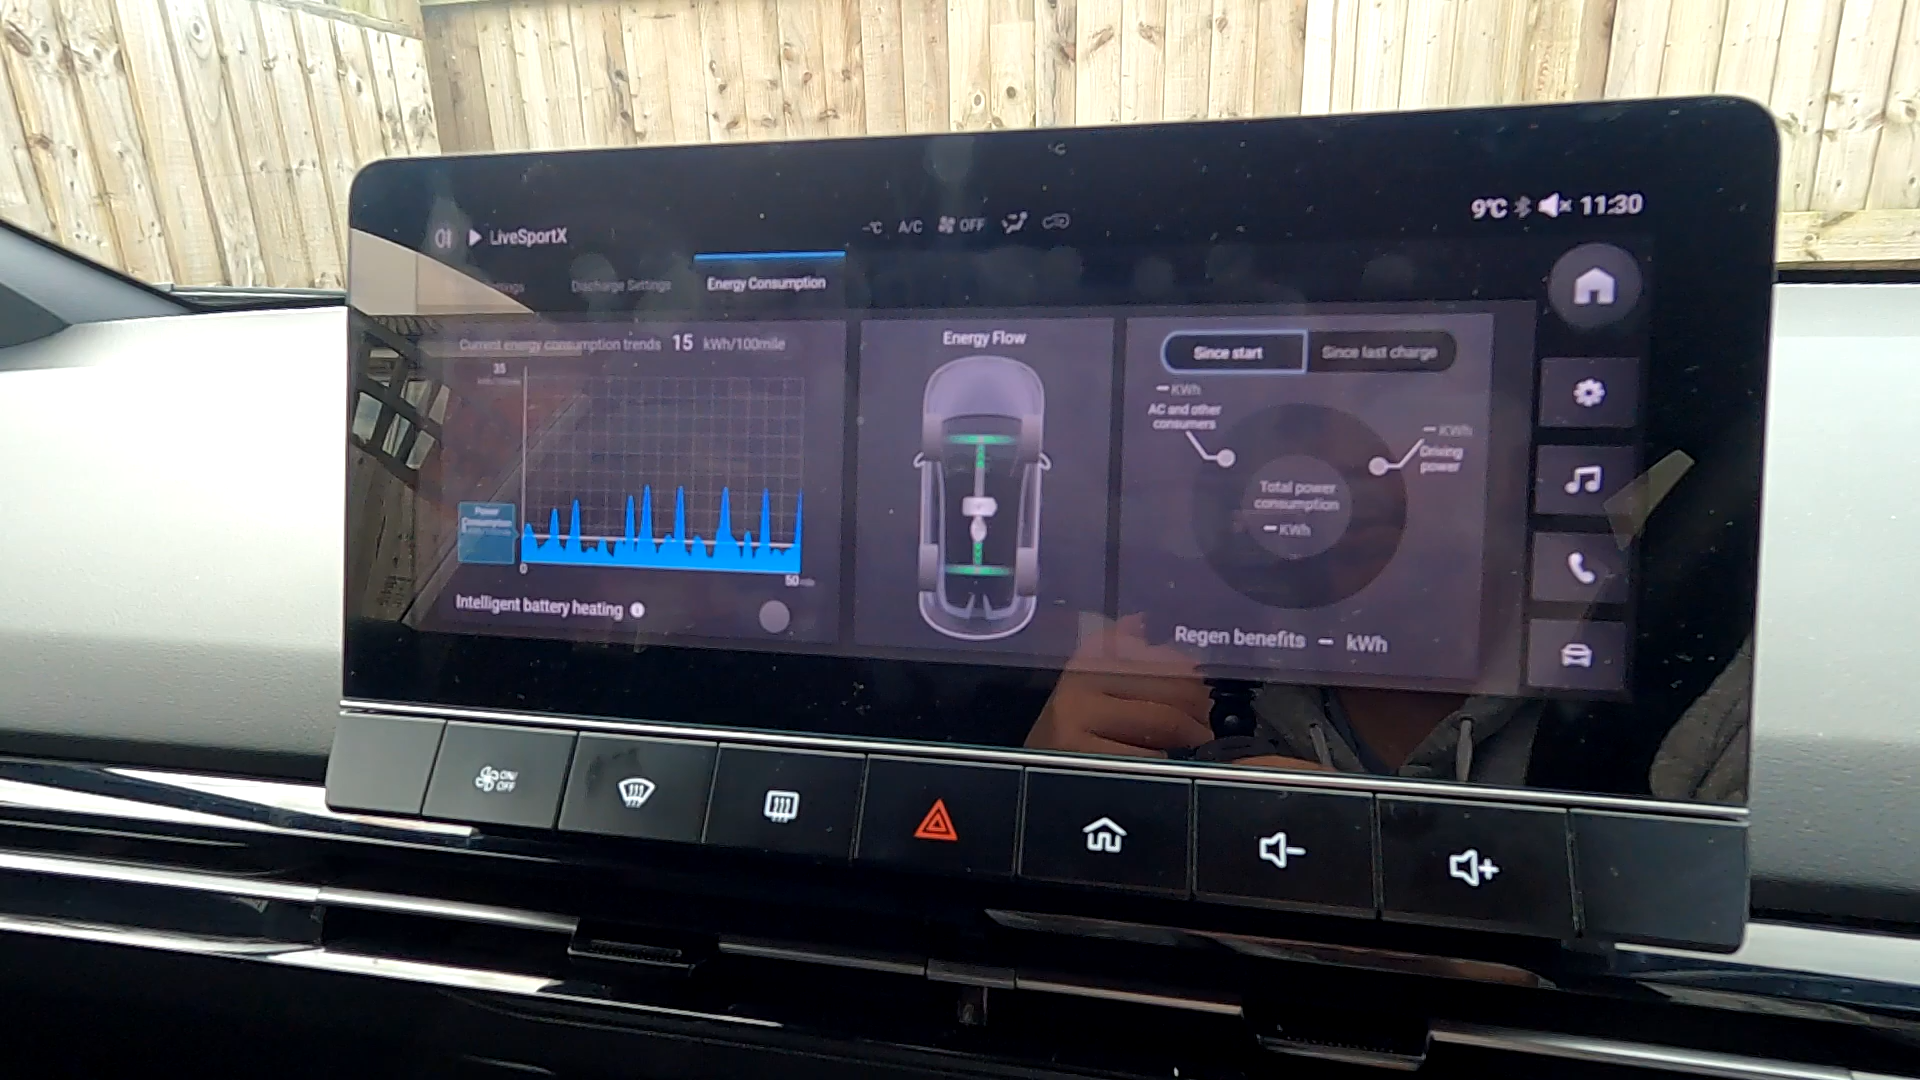 LiveSportX
--°C A/C OFF
9°C 11:30
Discharge Settings
Energy Consumption
Current energy consumption trends 15 kWh/100mile
35
Power
Consumption
0
50
Intelligent battery heating
Energy Flow
Since start
Since last charge
-- KWh
AC and other
consumers
-- KWh
Driving
power
Total power
consumption
-- KWh
Regen benefits -- kWh
ON/
OFF